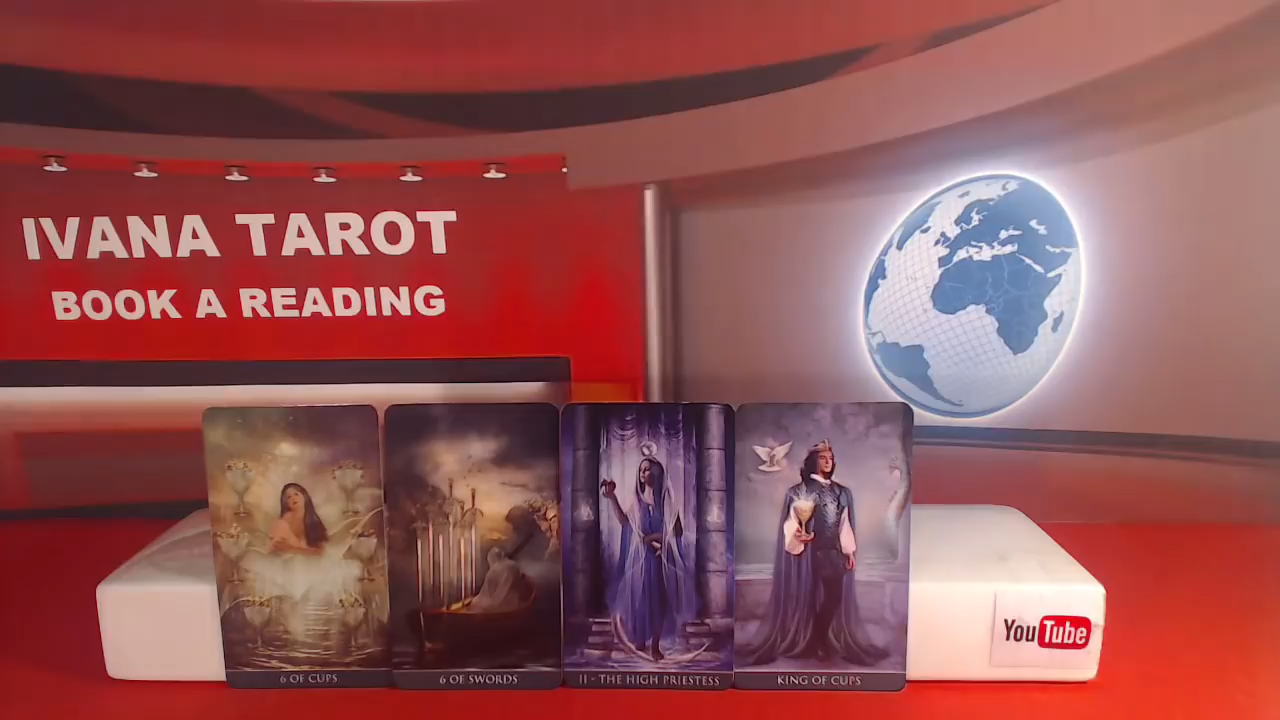 IVANA TAROT
BOOK A READING
6 OF CUPS
6 OF SWORDS
II - THE HIGH PRIESTESS
KING OF CUPS
YouTube